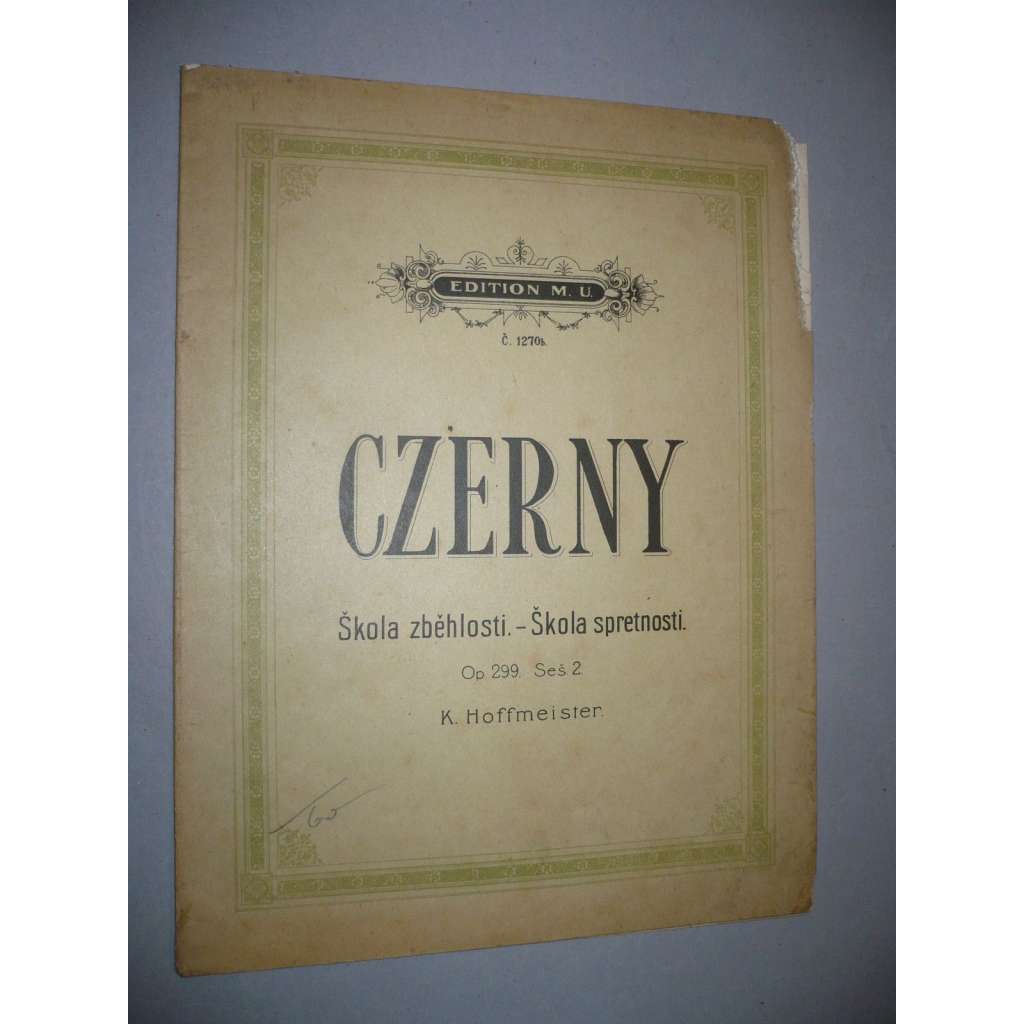 EDITION M. U.
Č. 1270b.
CZERNY
Škola zběhlosti. – Škola spretnosti.
Op. 299. Seš. 2.
K. Hoffmeister.